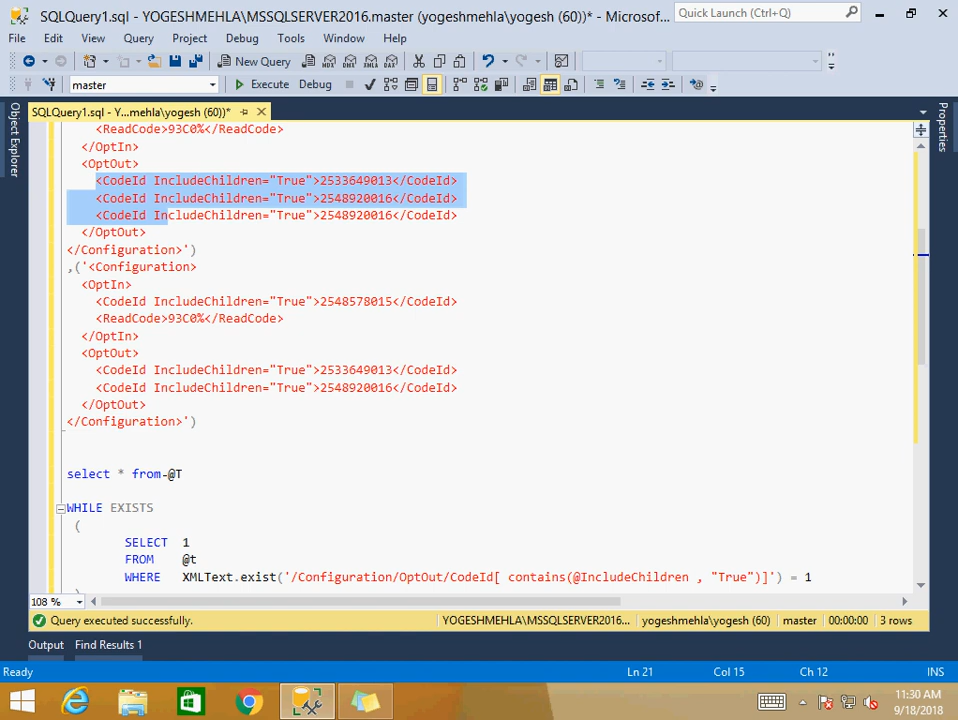 SQLQuery1.sql - YOGESHMEHLA\MSSQLSERVER2016.master (yogeshmehla\yogesh (60))* - Microsof...
Quick Launch (Ctrl+Q)
File Edit View Query Project Debug Tools Window Help
New Query
master
Execute Debug
Object Explorer
SQLQuery1.sql - Y...mehla\yogesh (60))*
Properties
<ReadCode>93C0%</ReadCode>
</OptIn>
<OptOut>
<CodeId IncludeChildren="True">2533649013</CodeId>
<CodeId IncludeChildren="True">2548920016</CodeId>
<CodeId IncludeChildren="True">2548920016</CodeId>
</OptOut>
</Configuration>')
,('<Configuration>
<OptIn>
<CodeId IncludeChildren="True">2548578015</CodeId>
<ReadCode>93C0%</ReadCode>
</OptIn>
<OptOut>
<CodeId IncludeChildren="True">2533649013</CodeId>
<CodeId IncludeChildren="True">2548920016</CodeId>
</OptOut>
</Configuration>')
select * from @T
WHILE EXISTS
(
SELECT 1
FROM @t
WHERE XMLText.exist('/Configuration/OptOut/CodeId[ contains(@IncludeChildren , "True")]') = 1
108 %
Query executed successfully.
YOGESHMEHLA\MSSQLSERVER2016... yogeshmehla\yogesh (60) master 00:00:00 3 rows
Output Find Results 1
Ready Ln 21 Col 15 Ch 12 INS
11:30 AM
9/18/2018